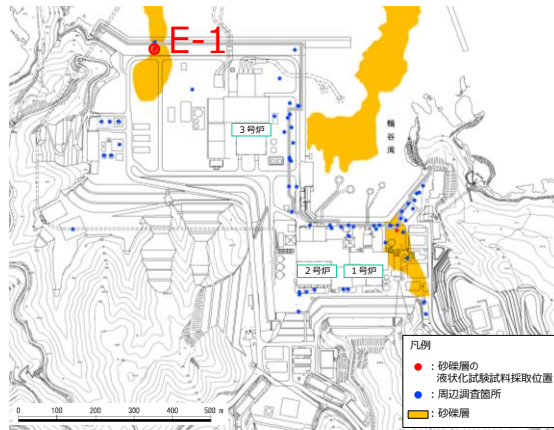 E-1
3号炉
輪谷湾
2号炉
1号炉
凡例
：砂礫層の
液状化試験試料採取位置
：周辺調査箇所
：砂礫層
0 100 200 300 400 500 m